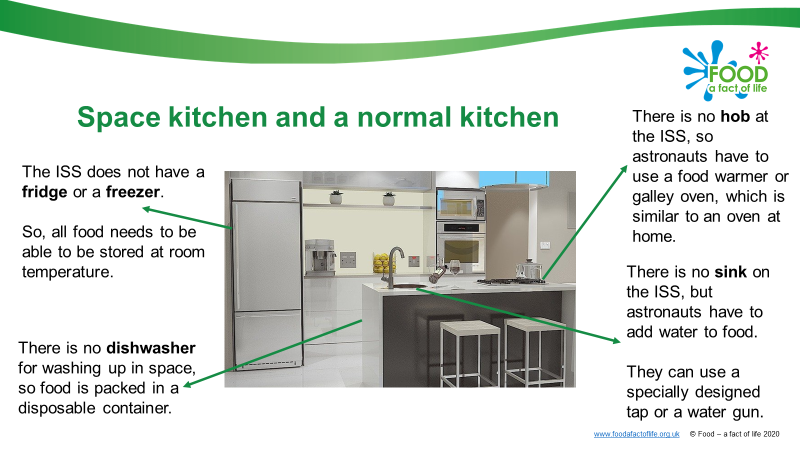 FOOD
a fact of life
Space kitchen and a normal kitchen
The ISS does not have a
fridge or a freezer.
So, all food needs to be
able to be stored at room
temperature.
There is no dishwasher
for washing up in space,
so food is packed in a
disposable container.
There is no hob at
the ISS, so
astronauts have to
use a food warmer or
galley oven, which is
similar to an oven at
home.
There is no sink on
the ISS, but
astronauts have to
add water to food.
They can use a
specially designed
tap or a water gun.
www.foodafactoflife.org.uk © Food – a fact of life 2020